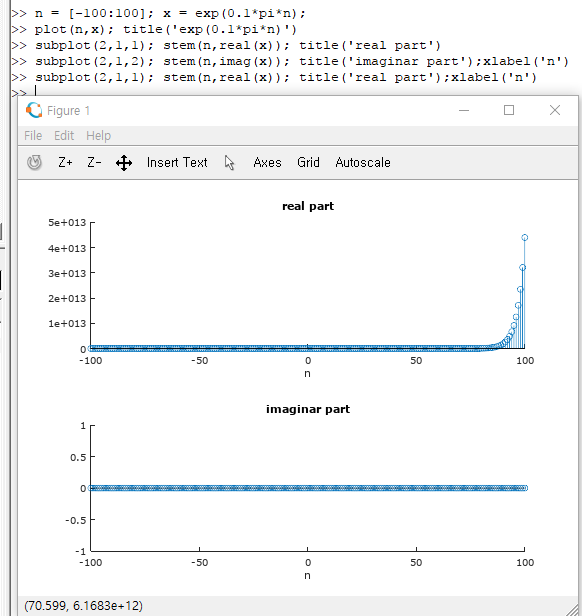 >> n = [-100:100]; x = exp(0.1*pi*n);
>> plot(n,x); title('exp(0.1*pi*n)')
>> subplot(2,1,1); stem(n,real(x)); title('real part')
>> subplot(2,1,2); stem(n,imag(x)); title('imaginar part');xlabel('n')
>> subplot(2,1,1); stem(n,real(x)); title('real part');xlabel('n')
>>
Figure 1
File Edit Help
Z+ Z- Insert Text Axes Grid Autoscale
real part
5e+013
4e+013
3e+013
2e+013
1e+013
0
-100 -50 0 50 100
n
imaginar part
1
0.5
0
-0.5
-1
-100 -50 0 50 100
n
(70.599, 6.1683e+12)